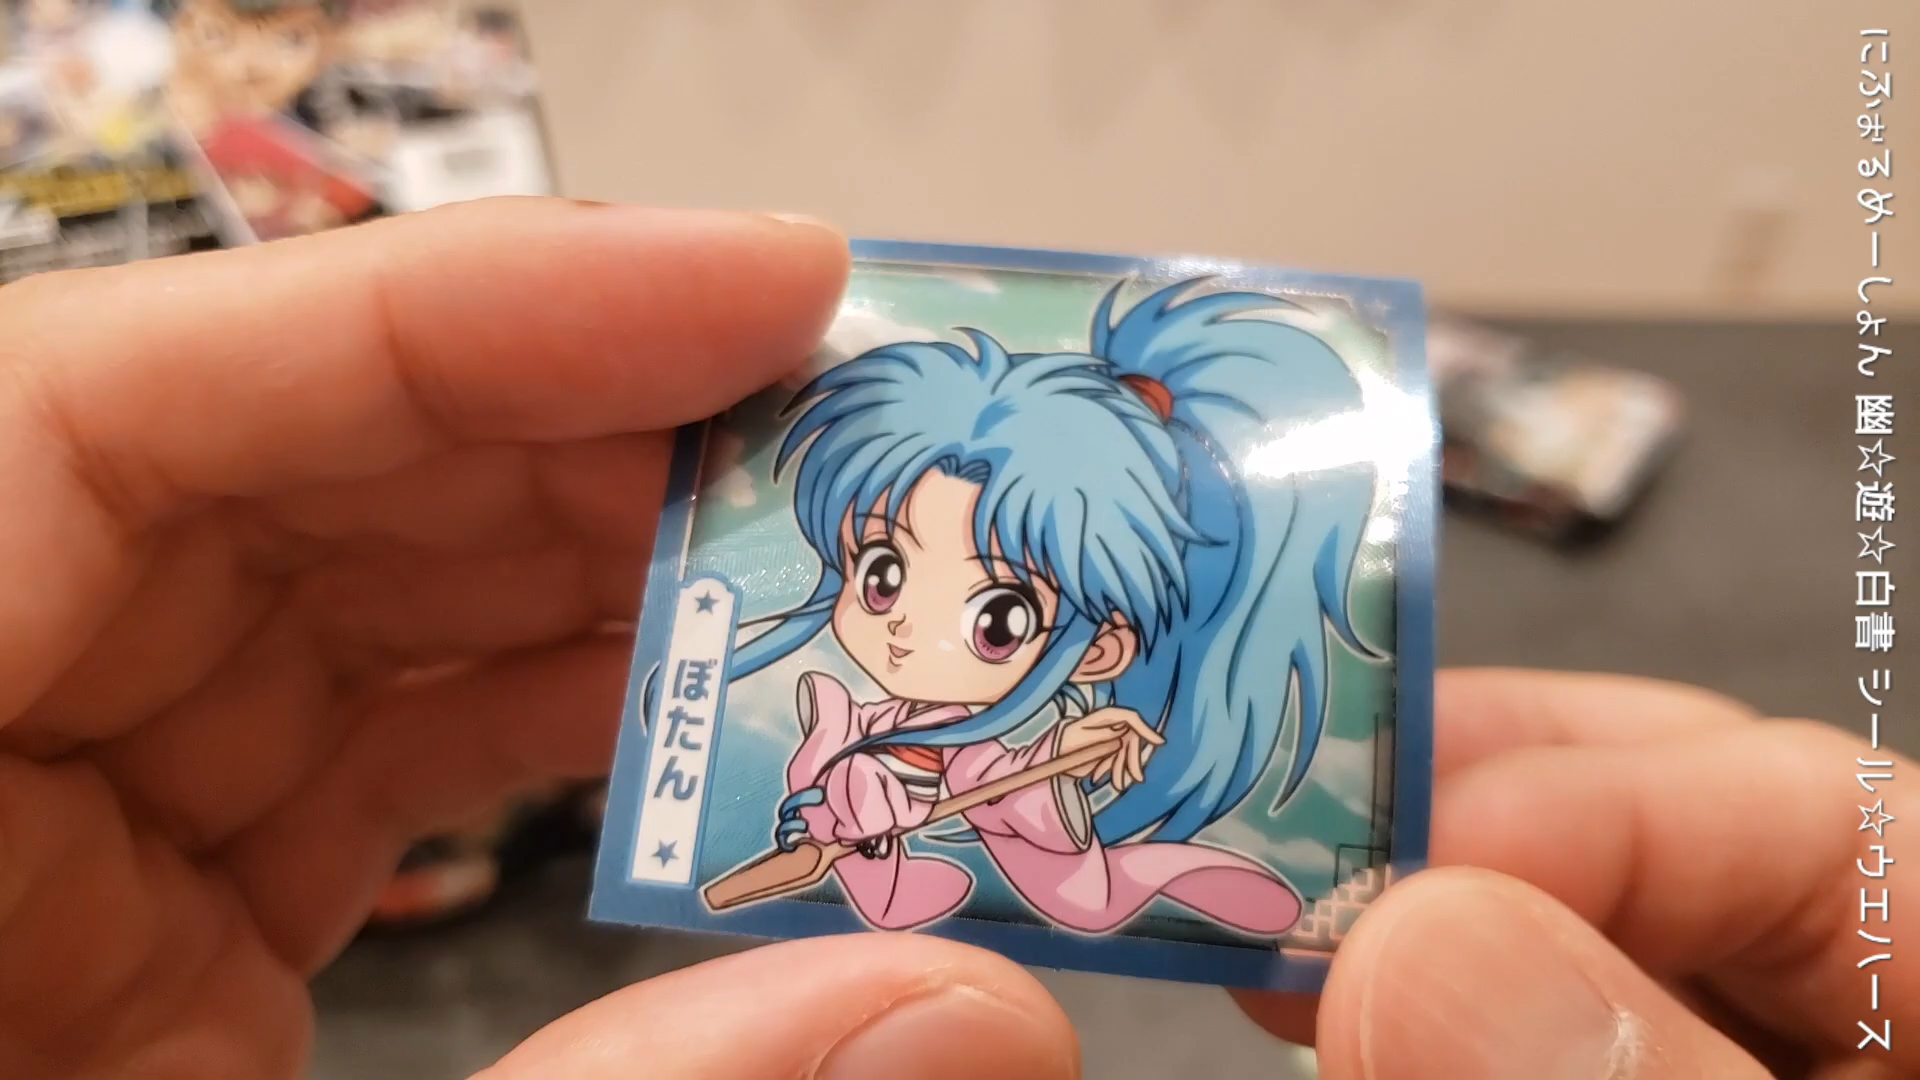 にふぉるめーしょん 幽☆遊☆白書 シール☆ウエハース
★ ぼたん ★